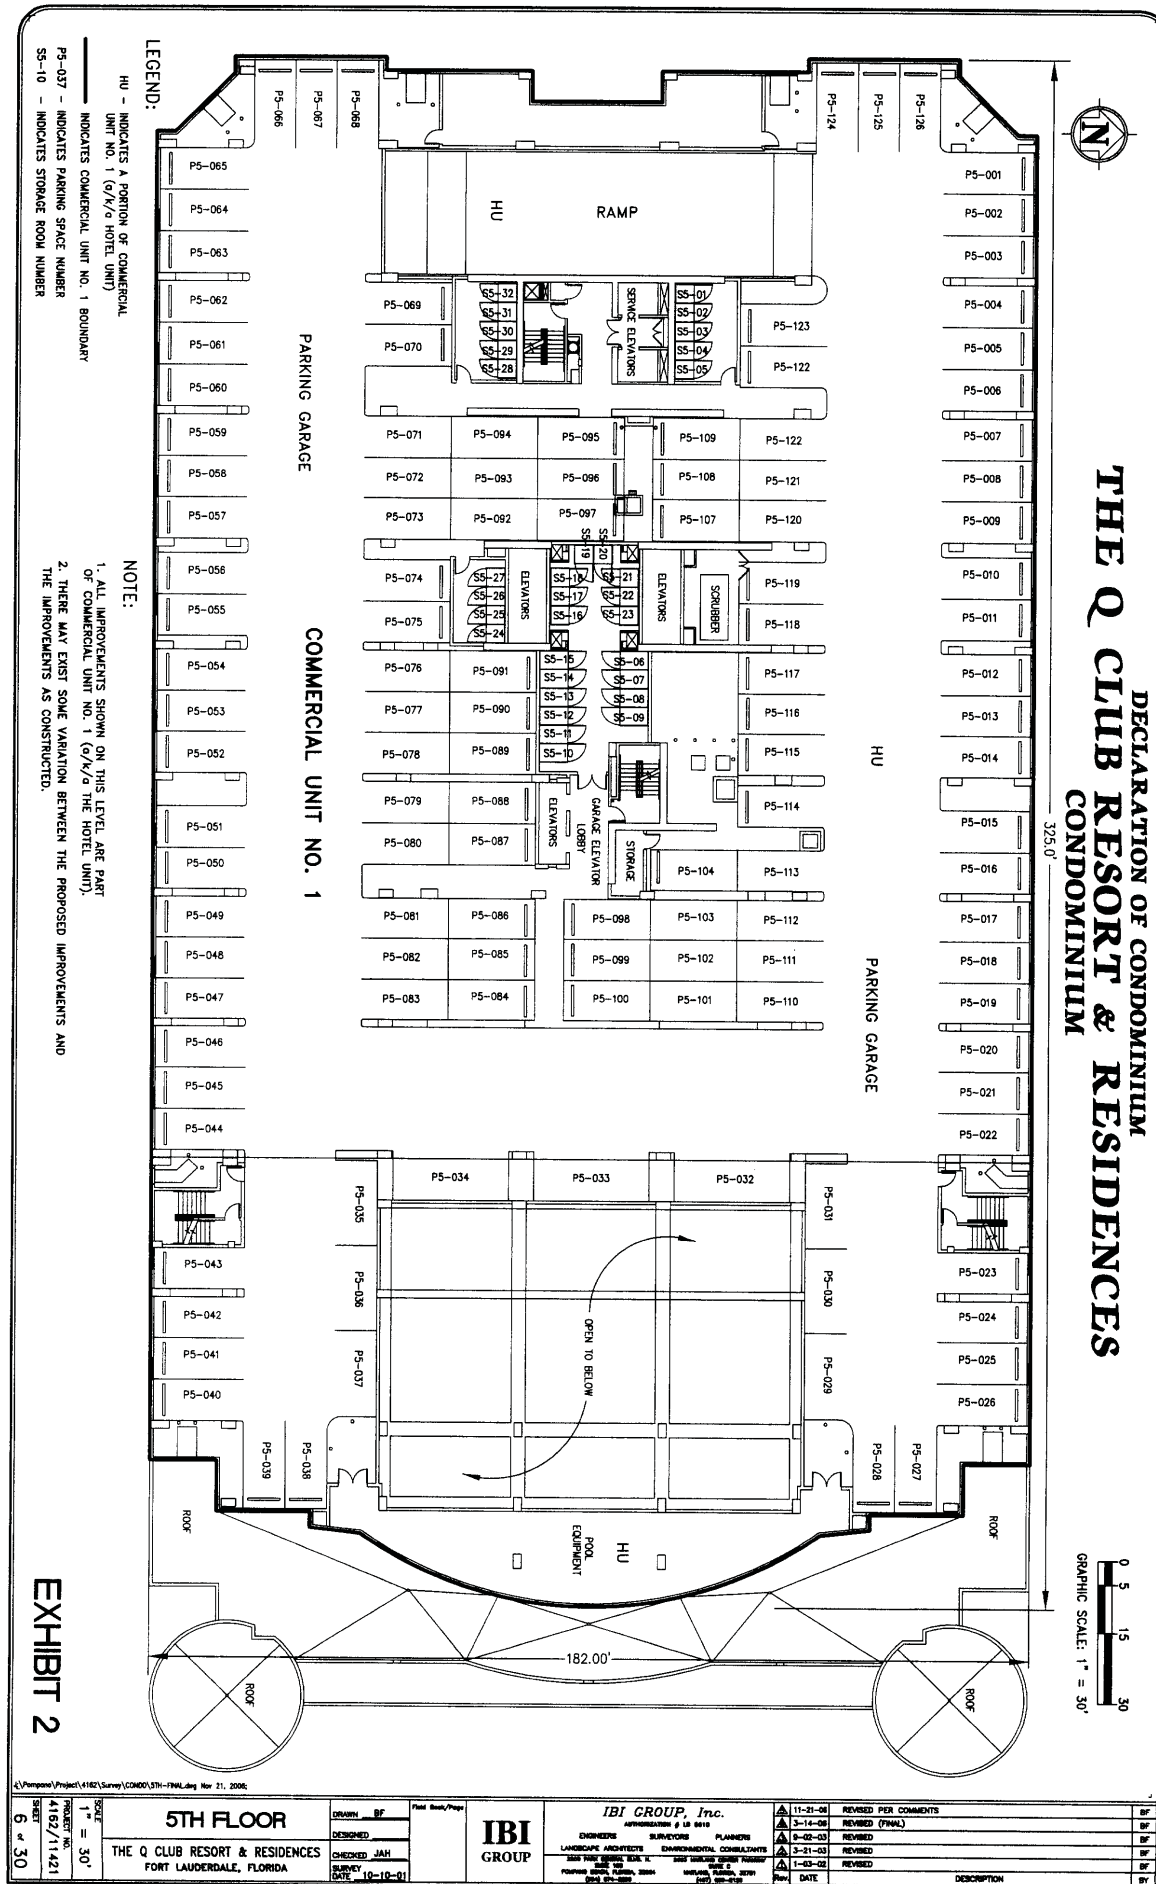 DECLARATION OF CONDOMINIUM
THE Q CLUB RESORT & RESIDENCES
CONDOMINIUM
N
325.0'
GRAPHIC SCALE: 1" = 30'
0 5 15 30
LEGEND:
HU - INDICATES A PORTION OF COMMERCIAL
UNIT NO. 1 (a/k/a HOTEL UNIT)
INDICATES COMMERCIAL UNIT NO. 1 BOUNDARY
P5-037 - INDICATES PARKING SPACE NUMBER
S5-10 - INDICATES STORAGE ROOM NUMBER
NOTE:
1. ALL IMPROVEMENTS SHOWN ON THIS LEVEL ARE PART
OF COMMERCIAL UNIT NO. 1 (a/k/a THE HOTEL UNIT).
2. THERE MAY EXIST SOME VARIATION BETWEEN THE PROPOSED IMPROVEMENTS AND
THE IMPROVEMENTS AS CONSTRUCTED.
P5-066
P5-067
P5-068
P5-124
P5-125
P5-126
P5-065
P5-064
P5-063
P5-062
P5-061
P5-060
P5-059
P5-058
P5-057
P5-056
P5-055
P5-054
P5-053
P5-052
P5-051
P5-050
P5-049
P5-048
P5-047
P5-046
P5-045
P5-044
P5-043
P5-042
P5-041
P5-040
P5-039
P5-038
P5-001
P5-002
P5-003
P5-004
P5-005
P5-006
P5-007
P5-008
P5-009
P5-010
P5-011
P5-012
P5-013
P5-014
P5-015
P5-016
P5-017
P5-018
P5-019
P5-020
P5-021
P5-022
P5-023
P5-024
P5-025
P5-026
P5-027
P5-028
HU
RAMP
PARKING GARAGE
COMMERCIAL UNIT NO. 1
HU
PARKING GARAGE
P5-069
P5-070
S5-32
S5-31
S5-30
S5-29
S5-28
SERVICE ELEVATORS
S5-01
S5-02
S5-03
S5-04
S5-05
P5-123
P5-122
P5-071 P5-094 P5-095 P5-109 P5-122
P5-072 P5-093 P5-096 P5-108 P5-121
P5-073 P5-092 P5-097 P5-107 P5-120
P5-074
P5-075
S5-27
S5-26
S5-25
S5-24
ELEVATORS
S5-19
S5-20
S5-18
S5-17
S5-16
S5-21
S5-22
S5-23
ELEVATORS
SCRUBBER
P5-119
P5-118
P5-076 P5-091
P5-077 P5-090
P5-078 P5-089
P5-079 P5-088
P5-080 P5-087
S5-15
S5-14
S5-13
S5-12
S5-11
S5-10
S5-06
S5-07
S5-08
S5-09
P5-117
P5-116
P5-115
P5-114
ELEVATORS
GARAGE ELEVATOR
LOBBY
STORAGE
P5-104 P5-113
P5-081 P5-086 P5-098 P5-103 P5-112
P5-082 P5-085 P5-099 P5-102 P5-111
P5-083 P5-084 P5-100 P5-101 P5-110
P5-034 P5-033 P5-032
P5-035
P5-036
P5-037
P5-031
P5-030
P5-029
OPEN TO BELOW
POOL
EQUIPMENT
HU
ROOF
ROOF
182.00'
ROOF
ROOF
EXHIBIT 2
Nov 21, 2006;
SCALE
1" = 30'
PROJECT NO.
4162/11421
SHEET
6 of 30
5TH FLOOR
THE Q CLUB RESORT & RESIDENCES
FORT LAUDERDALE, FLORIDA
DRAWN BF
DESIGNED
CHECKED JAH
SURVEY
DATE 10-10-01
Field Book/Page
IBI
GROUP
IBI GROUP, Inc.
ENGINEERS SURVEYORS PLANNERS
LANDSCAPE ARCHITECTS ENVIRONMENTAL CONSULTANTS
11-21-06 REVISED PER COMMENTS BF
3-14-06 REVISED (FINAL) BF
9-02-03 REVISED BF
3-21-03 REVISED BF
1-03-02 REVISED BF
Rev. DATE DESCRIPTION BY